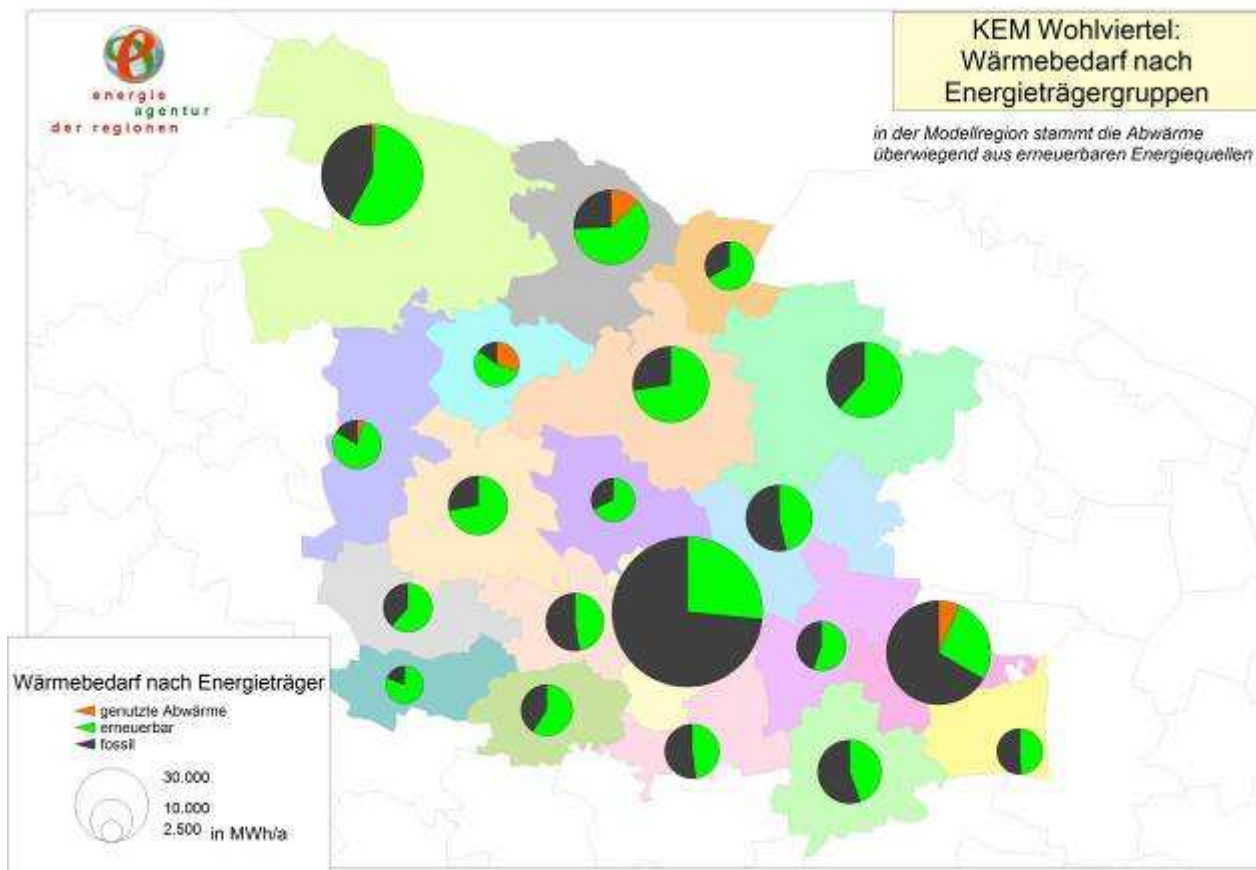 energie
agentur
der regionen
KEM Wohlviertel:
Wärmebedarf nach
Energieträgergruppen
in der Modellregion stammt die Abwärme
überwiegend aus erneuerbaren Energiequellen
Wärmebedarf nach Energieträger
genutzte Abwärme
erneuerbar
fossil
30.000
10.000
2.500 in MWh/a